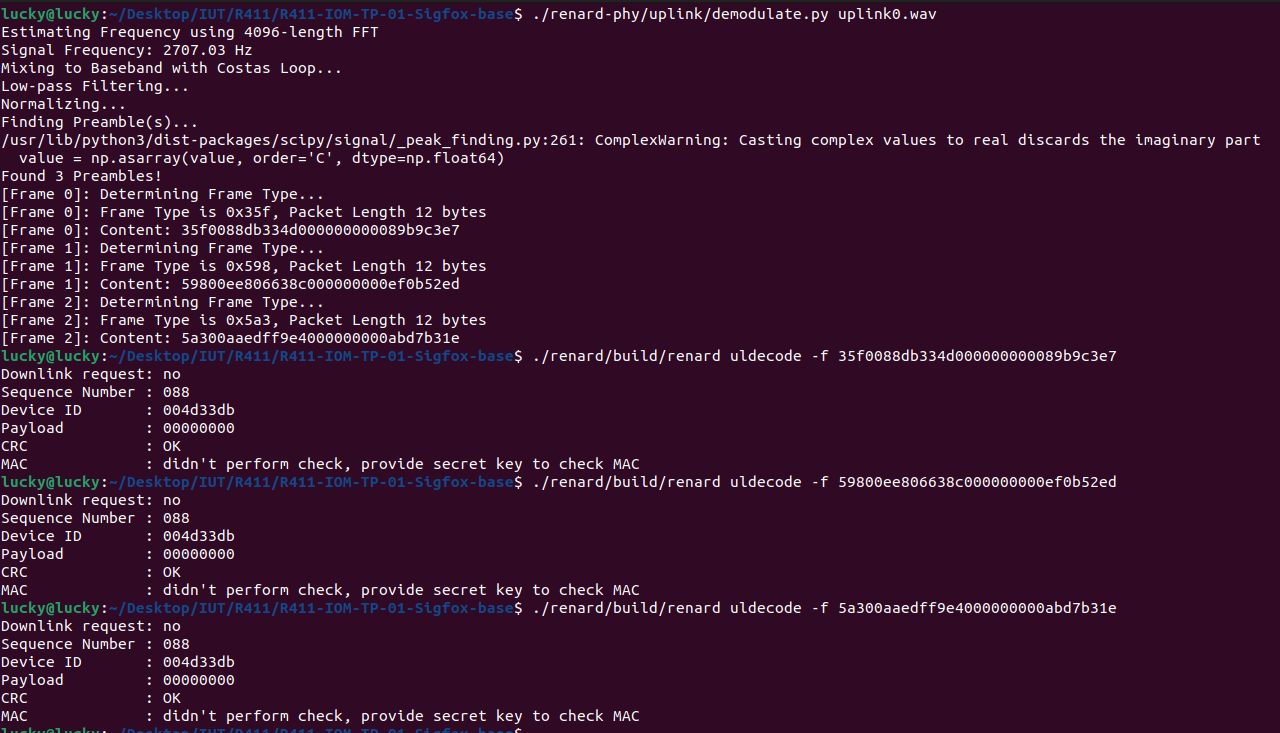 lucky@lucky:~/Desktop/IUT/R411/R411-IOM-TP-01-Sigfox-base$ ./renard-phy/uplink/demodulate.py uplink0.wav
Estimating Frequency using 4096-length FFT
Signal Frequency: 2707.03 Hz
Mixing to Baseband with Costas Loop...
Low-pass Filtering...
Normalizing...
Finding Preamble(s)...
/usr/lib/python3/dist-packages/scipy/signal/_peak_finding.py:261: ComplexWarning: Casting complex values to real discards the imaginary part
  value = np.asarray(value, order='C', dtype=np.float64)
Found 3 Preambles!
[Frame 0]: Determining Frame Type...
[Frame 0]: Frame Type is 0x35f, Packet Length 12 bytes
[Frame 0]: Content: 35f0088db334d000000000089b9c3e7
[Frame 1]: Determining Frame Type...
[Frame 1]: Frame Type is 0x598, Packet Length 12 bytes
[Frame 1]: Content: 59800ee806638c000000000ef0b52ed
[Frame 2]: Determining Frame Type...
[Frame 2]: Frame Type is 0x5a3, Packet Length 12 bytes
[Frame 2]: Content: 5a300aaedff9e4000000000abd7b31e
lucky@lucky:~/Desktop/IUT/R411/R411-IOM-TP-01-Sigfox-base$ ./renard/build/renard uldecode -f 35f0088db334d000000000089b9c3e7
Downlink request: no
Sequence Number : 088
Device ID       : 004d33db
Payload         : 00000000
CRC             : OK
MAC             : didn't perform check, provide secret key to check MAC
lucky@lucky:~/Desktop/IUT/R411/R411-IOM-TP-01-Sigfox-base$ ./renard/build/renard uldecode -f 59800ee806638c000000000ef0b52ed
Downlink request: no
Sequence Number : 088
Device ID       : 004d33db
Payload         : 00000000
CRC             : OK
MAC             : didn't perform check, provide secret key to check MAC
lucky@lucky:~/Desktop/IUT/R411/R411-IOM-TP-01-Sigfox-base$ ./renard/build/renard uldecode -f 5a300aaedff9e4000000000abd7b31e
Downlink request: no
Sequence Number : 088
Device ID       : 004d33db
Payload         : 00000000
CRC             : OK
MAC             : didn't perform check, provide secret key to check MAC
lucky@lucky:~/Desktop/IUT/R411/R411-IOM-TP-01-Sigfox-base$